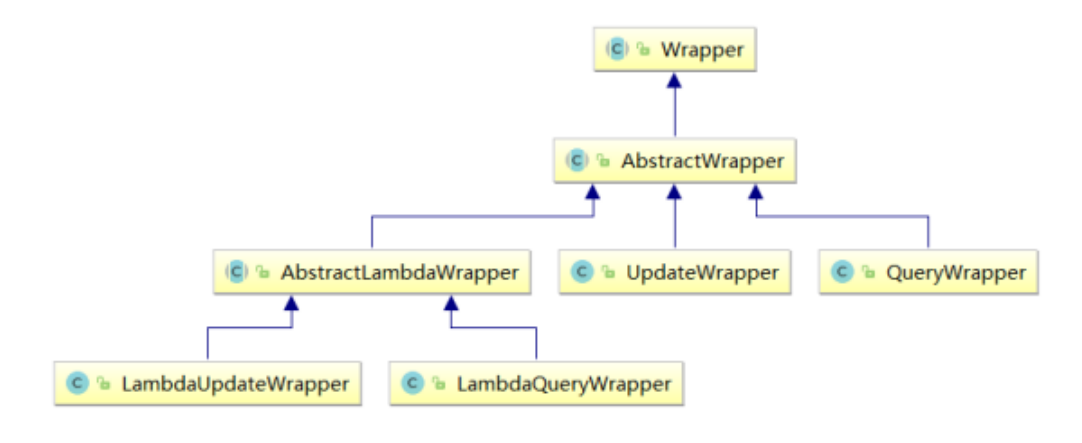 C Wrapper
C AbstractWrapper
C AbstractLambdaWrapper
C UpdateWrapper
C QueryWrapper
C LambdaUpdateWrapper
C LambdaQueryWrapper